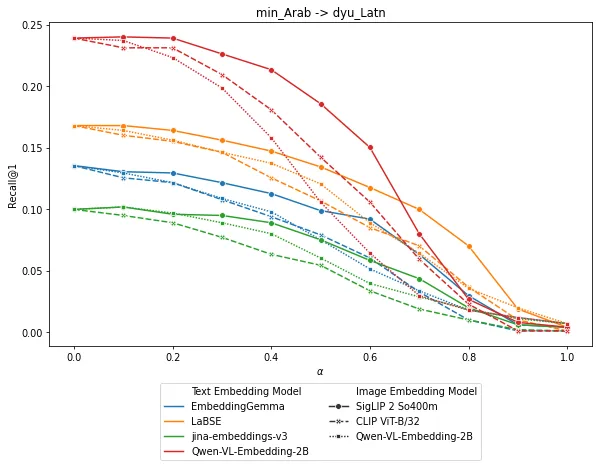 min_Arab -> dyu_Latn
0.25
0.20
0.15
0.10
0.05
0.00
Recall@1
0.0 0.2 0.4 0.6 0.8 1.0
α
Text Embedding Model
EmbeddingGemma
LaBSE
jina-embeddings-v3
Qwen-VL-Embedding-2B
Image Embedding Model
SigLIP 2 So400m
CLIP ViT-B/32
Qwen-VL-Embedding-2B